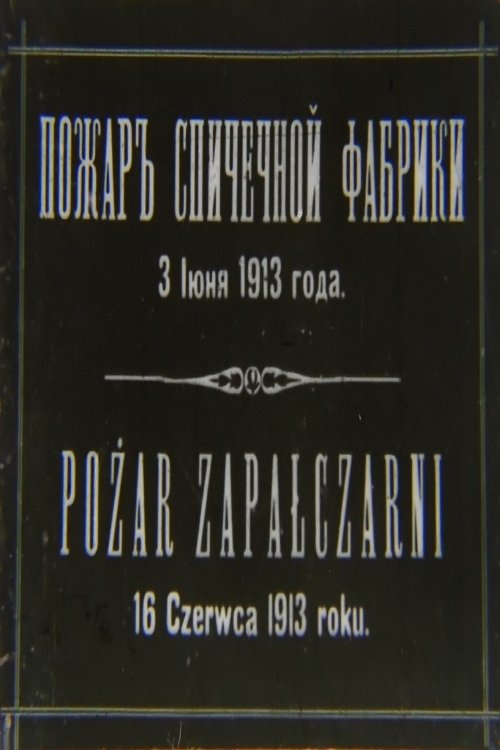 ПОЖАРЪ СПИЧЕЧНОЙ ФАБРИКИ
3 Іюня 1913 года.
POŻAR ZAPAŁCZARNI
16 Czerwca 1913 roku.